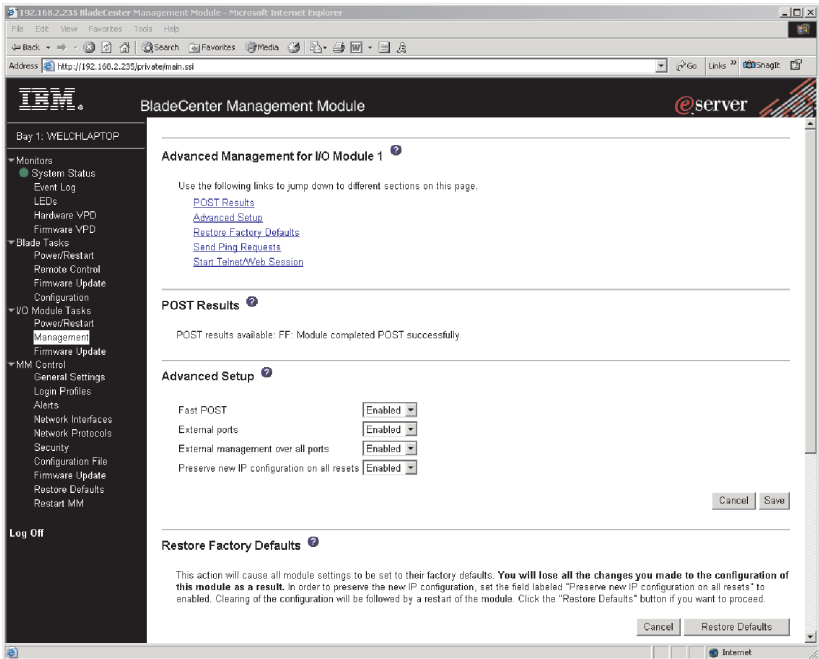 192.168.2.235 BladeCenter Management Module - Microsoft Internet Explorer
File Edit View Favorites Tools Help
Back Search Favorites Media
Address http://192.168.2.235/private/main.ssi Go Links » SnagIt
IBM. BladeCenter Management Module @server
Bay 1: WELCHLAPTOP
Monitors
System Status
Event Log
LEDs
Hardware VPD
Firmware VPD
Blade Tasks
Power/Restart
Remote Control
Firmware Update
Configuration
I/O Module Tasks
Power/Restart
Management
Firmware Update
MM Control
General Settings
Login Profiles
Alerts
Network Interfaces
Network Protocols
Security
Configuration File
Firmware Update
Restore Defaults
Restart MM
Log Off
Advanced Management for I/O Module 1 ?
Use the following links to jump down to different sections on this page.
POST Results
Advanced Setup
Restore Factory Defaults
Send Ping Requests
Start Telnet/Web Session
POST Results ?
POST results available: FF: Module completed POST successfully.
Advanced Setup ?
Fast POST Enabled
External ports Enabled
External management over all ports Enabled
Preserve new IP configuration on all resets Enabled
Cancel Save
Restore Factory Defaults ?
This action will cause all module settings to be set to their factory defaults. You will lose all the changes you made to the configuration of
this module as a result. In order to preserve the new IP configuration, set the field labeled "Preserve new IP configuration on all resets" to
enabled. Clearing of the configuration will be followed by a restart of the module. Click the "Restore Defaults" button if you want to proceed.
Cancel Restore Defaults
Internet